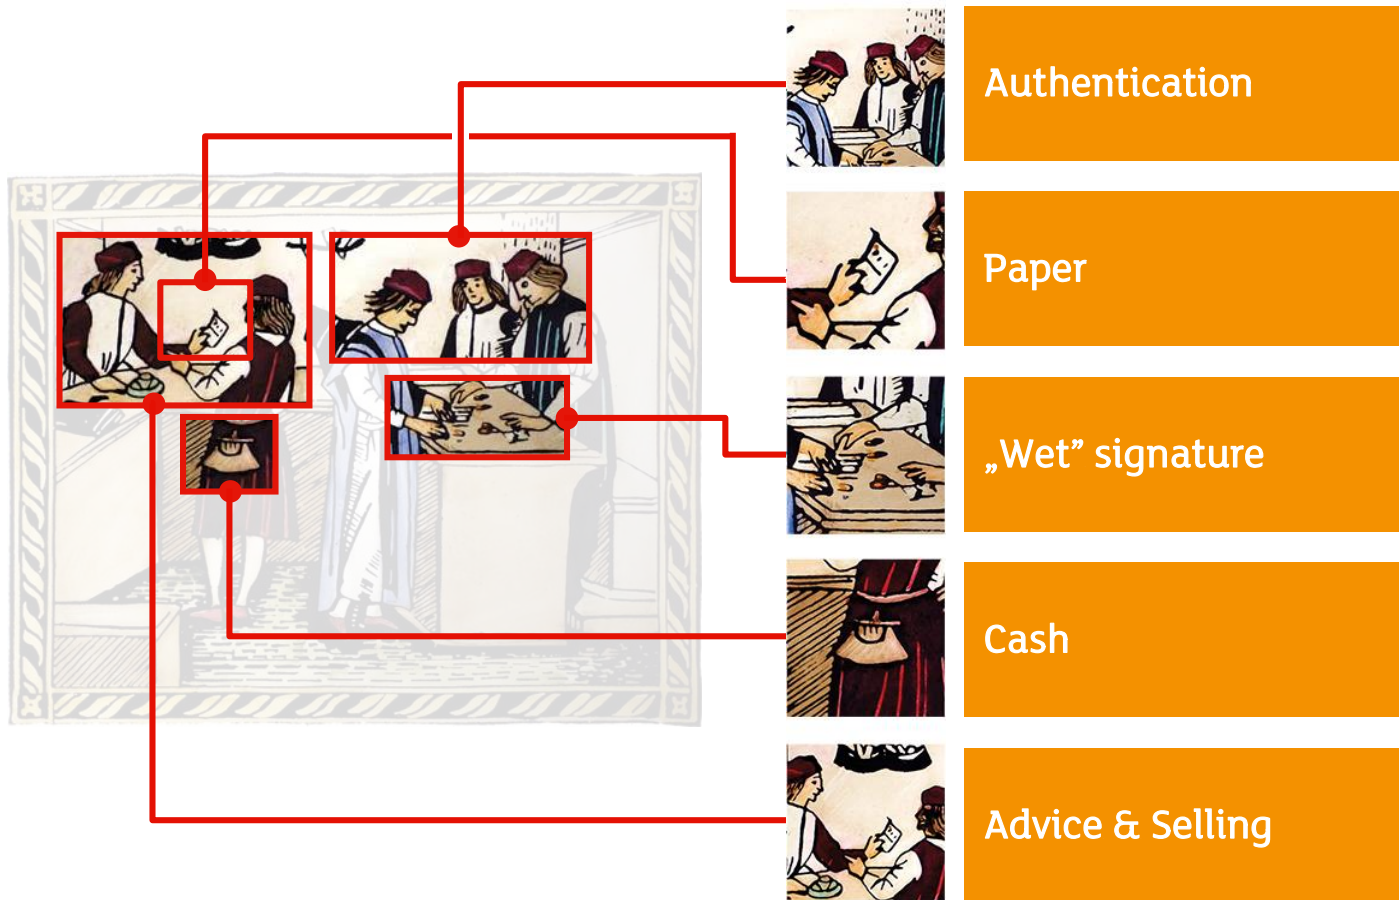 Authentication
Paper
„Wet” signature
Cash
Advice & Selling